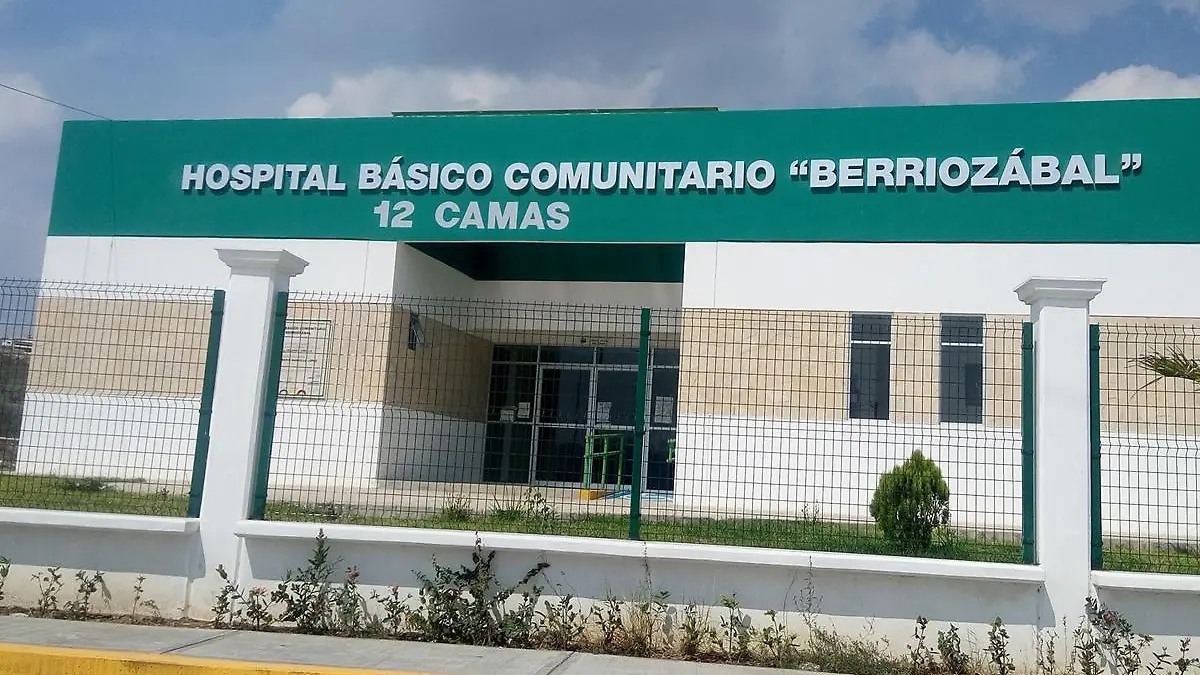 HOSPITAL BÁSICO COMUNITARIO “BERRIOZÁBAL”
12 CAMAS